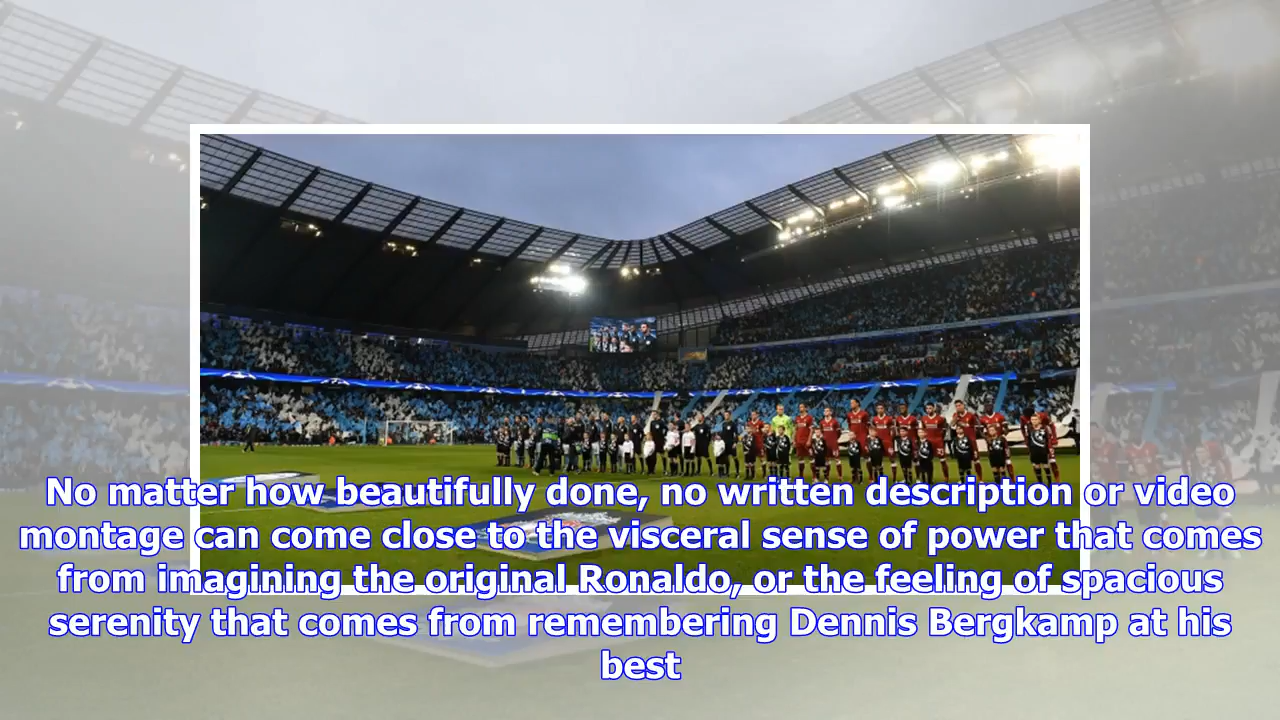 No matter how beautifully done, no written description or video
montage can come close to the visceral sense of power that comes
from imagining the original Ronaldo, or the feeling of spacious
serenity that comes from remembering Dennis Bergkamp at his
best